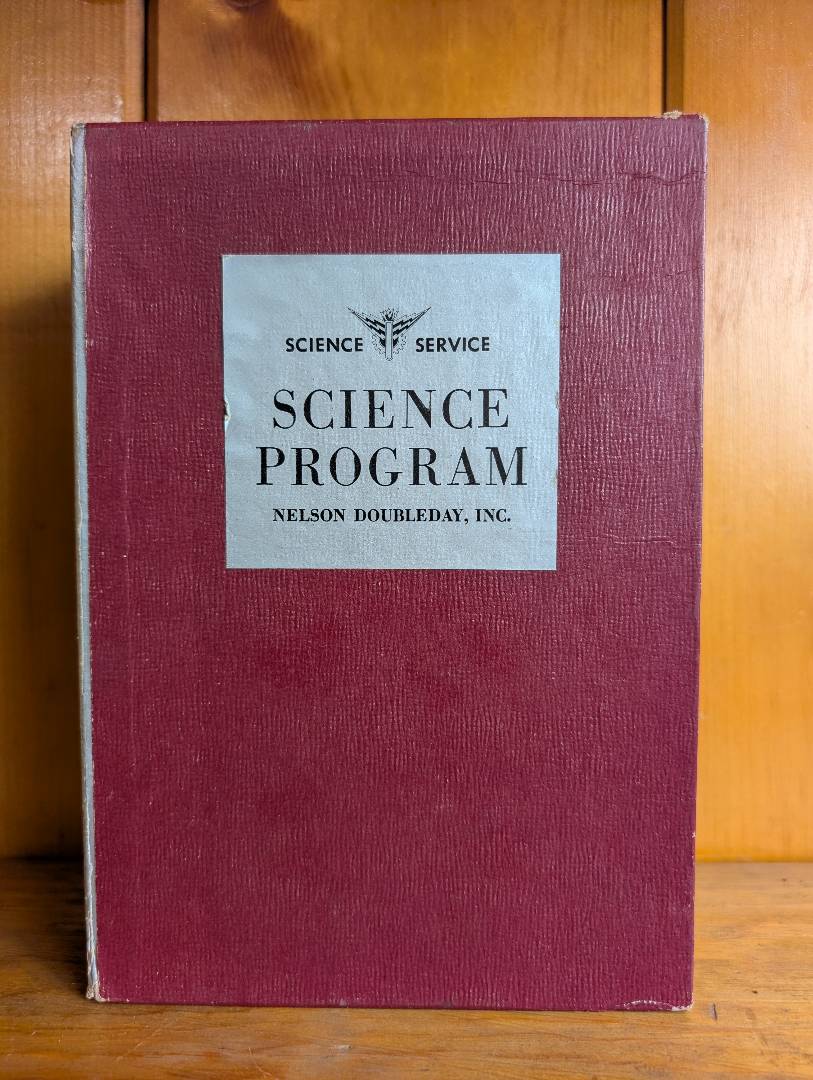 SCIENCE SERVICE
SCIENCE
PROGRAM
NELSON DOUBLEDAY, INC.